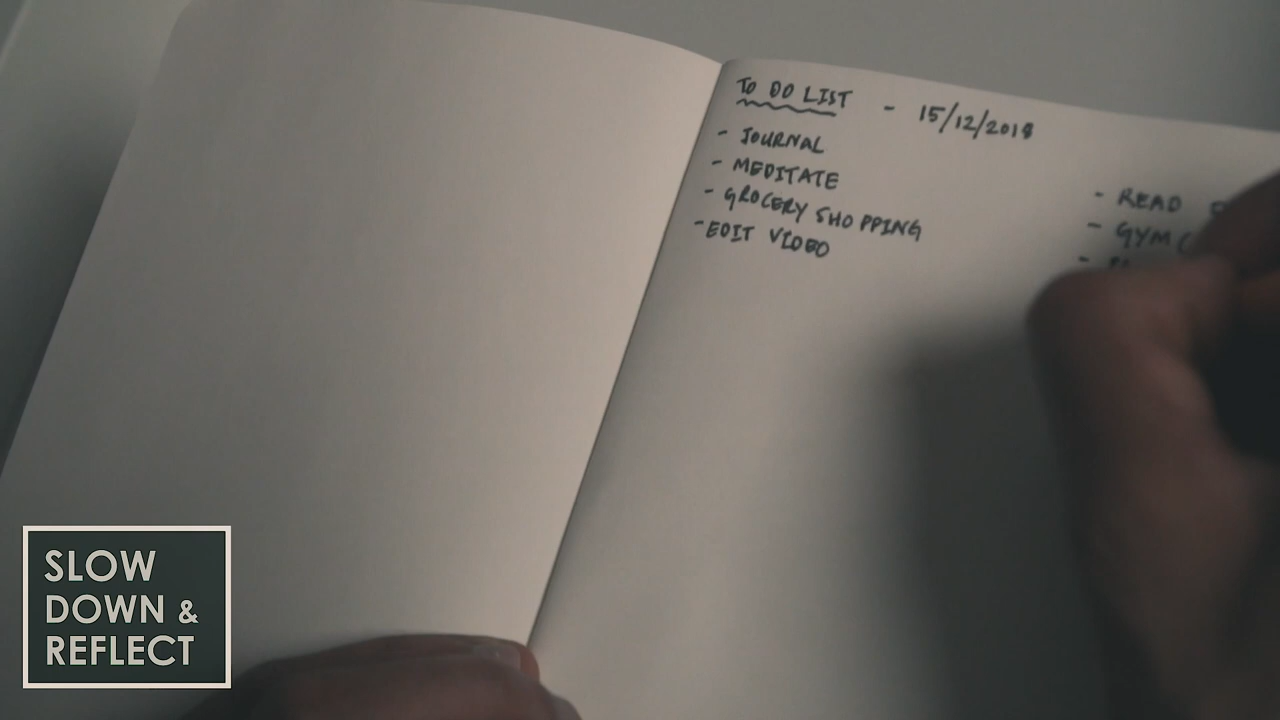 TO DO LIST - 15/12/2018
- JOURNAL
- MEDITATE
- GROCERY SHOPPING
- EDIT VIDEO
- READ
- GYM
SLOW
DOWN &
REFLECT